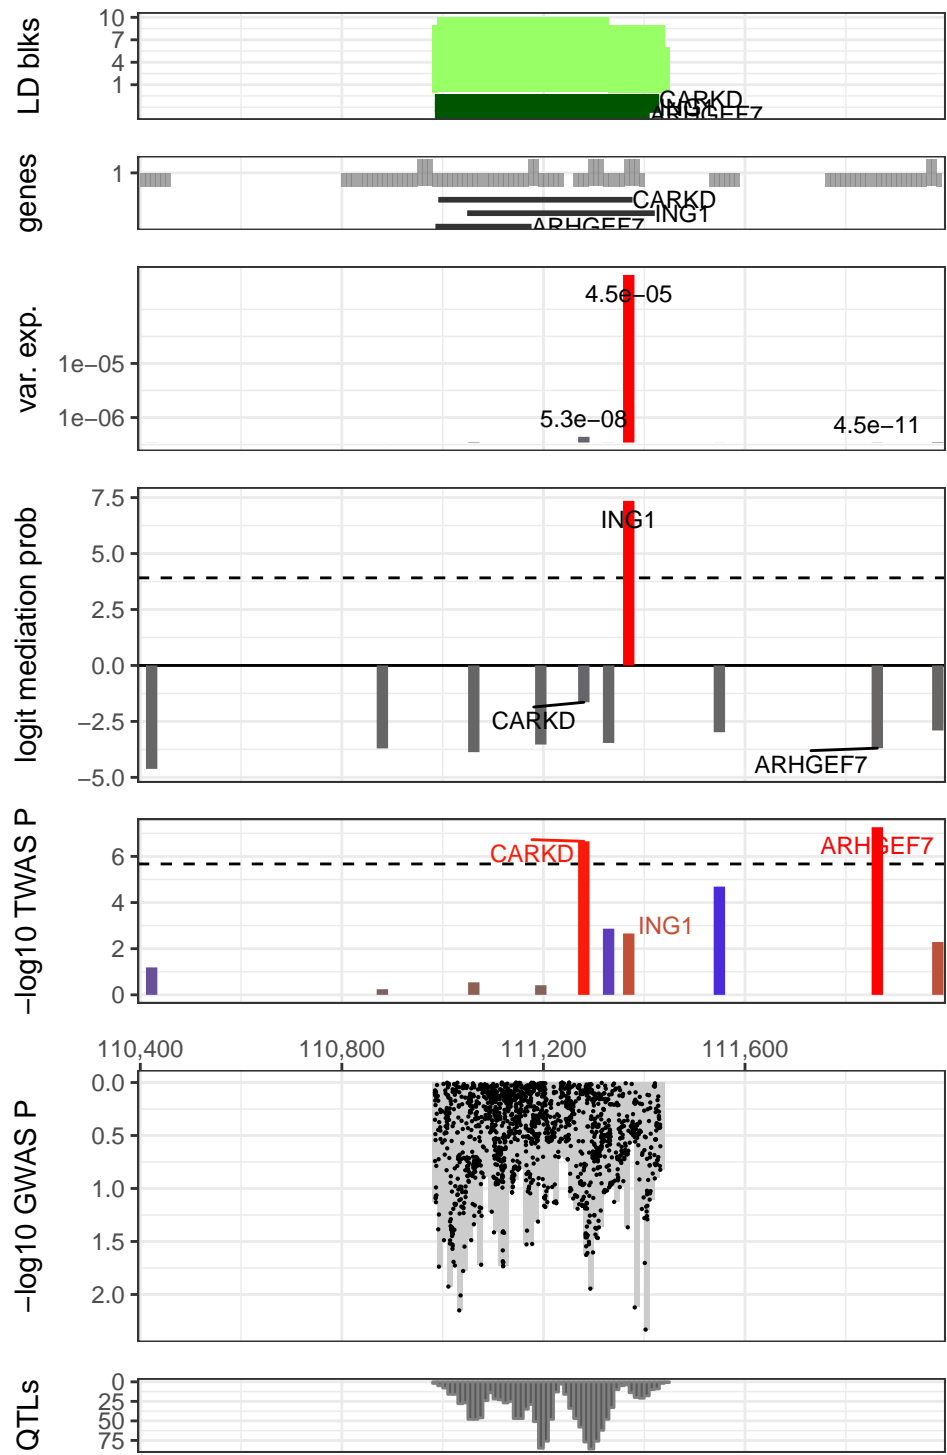 LD blks
10
7
4
1
CARKD
ING1
ARHGEF7
genes
1
CARKD
ING1
ARHGEF7
var. exp.
1e−05
1e−06
4.5e−05
5.3e−08
4.5e−11
logit mediation prob
7.5
5.0
2.5
0.0
−2.5
−5.0
ING1
CARKD
ARHGEF7
−log10 TWAS P
6
4
2
0
CARKD
ARHGEF7
ING1
110,400 110,800 111,200 111,600
−log10 GWAS P
0.0
0.5
1.0
1.5
2.0
QTLs
0
25
50
75